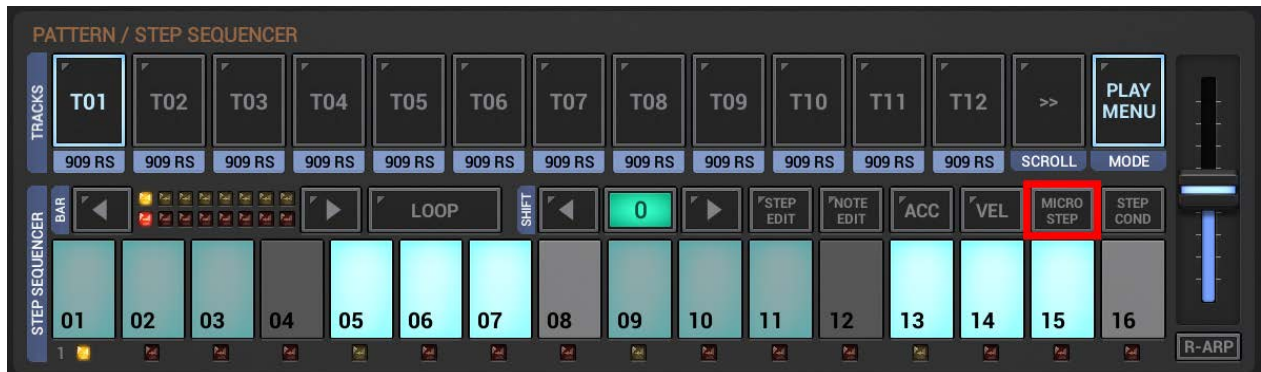 PATTERN / STEP SEQUENCER
TRACKS
T01 T02 T03 T04 T05 T06 T07 T08 T09 T10 T11 T12 >> PLAY MENU
909 RS 909 RS 909 RS 909 RS 909 RS 909 RS 909 RS 909 RS 909 RS 909 RS 909 RS 909 RS SCROLL MODE
STEP SEQUENCER
BAR LOOP SHIFT 0 STEP EDIT NOTE EDIT ACC VEL MICRO STEP STEP COND
01 02 03 04 05 06 07 08 09 10 11 12 13 14 15 16
1 R-ARP